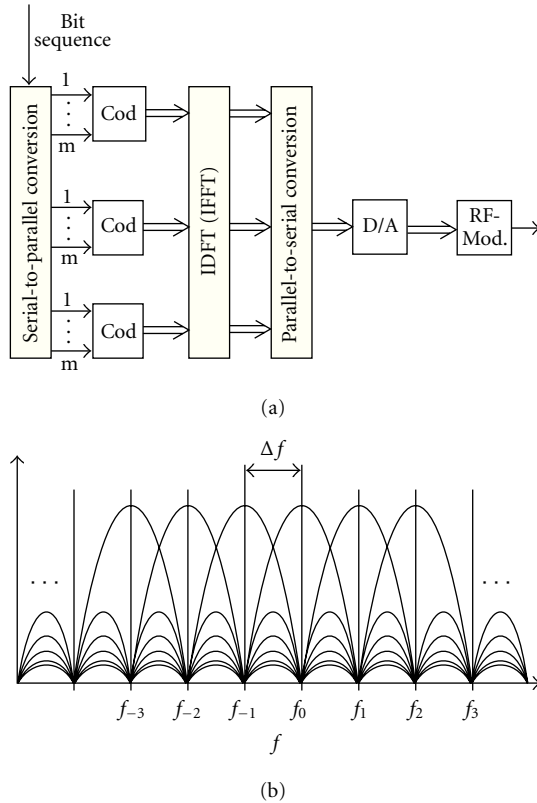 Bit
sequence
Serial-to-parallel conversion
1
m
Cod
1
m
Cod
1
m
Cod
IDFT (IFFT)
Parallel-to-serial conversion
D/A
RF-
Mod.
(a)
Δf
. . .
. . .
f₋₃ f₋₂ f₋₁ f₀ f₁ f₂ f₃
f
(b)